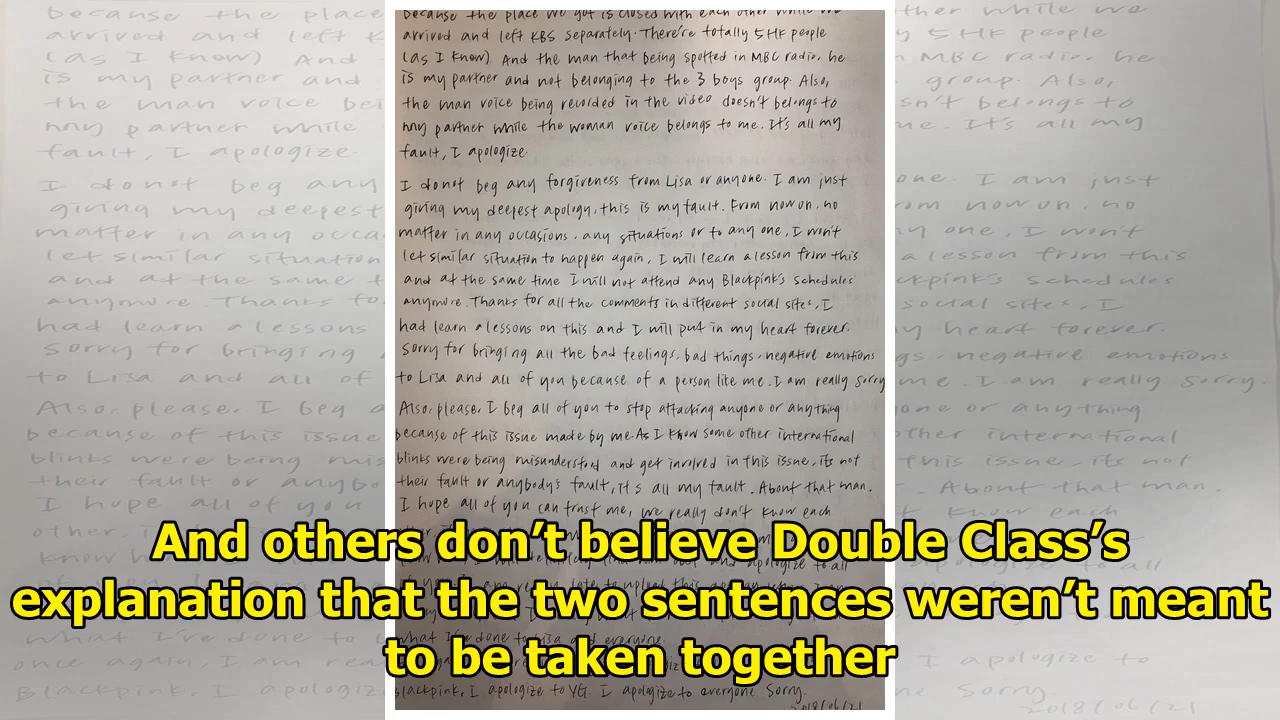 because the place we got is closed with each other while we
arrived and left KBS separately. There're totally 5 HF people
(as I know). And the man that being spotted in MBC radio, he
is my partner and not belonging to the 3 boys group. Also,
the man voice being recorded in the video doesn't belongs to
my partner while the woman voice belongs to me. It's all my
fault, I apologize.
I do not beg any forgiveness from Lisa or anyone. I am just
giving my deepest apology, this is my fault. From now on, no
matter in any occasions, any situations or to any one, I won't
let similar situation to happen again, I will learn a lesson from this
and at the same time I will not attend any Blackpink's schedules
anymore. Thanks for all the comments in different social sites, I
had learn a lessons on this and I will put in my heart forever.
Sorry for bringing all the bad feelings, bad things, negative emotions
to Lisa and all of you because of a person like me. I am really sorry
Also, please, I beg all of you to stop attacking anyone or anything
because of this issue made by me. As I know some other international
blinks were being misunderstood and get involved in this issue, its not
their fault or anybody's fault, it's all my fault. About that man.
I hope all of you can trust me, we really don't know each
And others don't believe Double Class's
explanation that the two sentences weren't meant
to be taken together
what I've done to Lisa and everyone
Blackpink, I apologize to YG. I apologize to everyone. Sorry.
2018/06/21